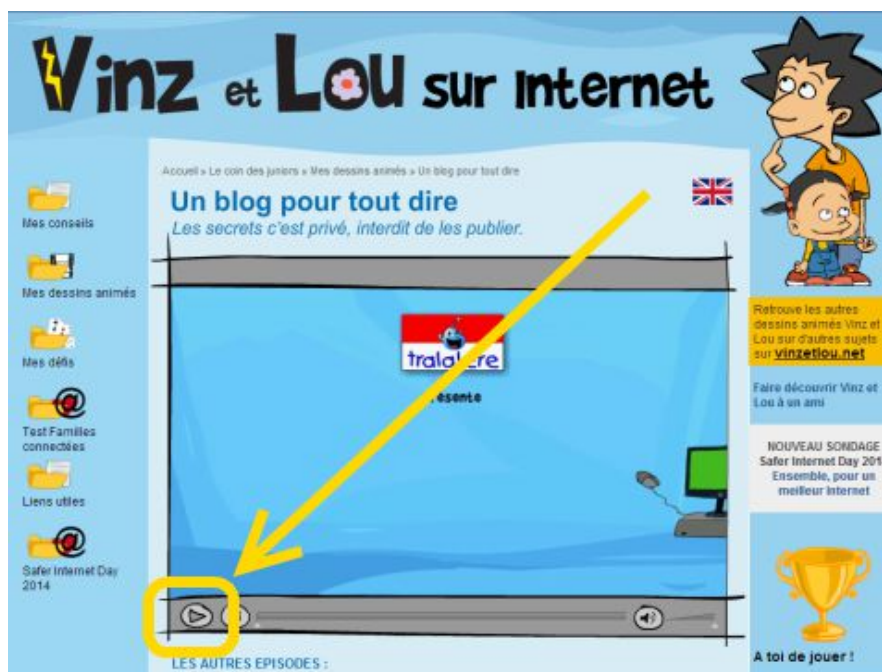 Vinz et Lou sur Internet
Accueil » Le coin des juniors » Mes dessins animés » Un blog pour tout dire
Un blog pour tout dire
Les secrets c'est privé, interdit de les publier.
Mes conseils
Mes dessins animés
Mes défis
Test Familles
connectées
Liens utiles
Safer Internet Day
2014
LES AUTRES EPISODES :
Retrouve les autres
dessins animés Vinz et
Lou sur d'autres sujets
sur vinzetlou.net
Faire découvrir Vinz et
Lou à un ami
NOUVEAU SONDAGE
Safer Internet Day 201
Ensemble, pour un
meilleur Internet
A toi de jouer !